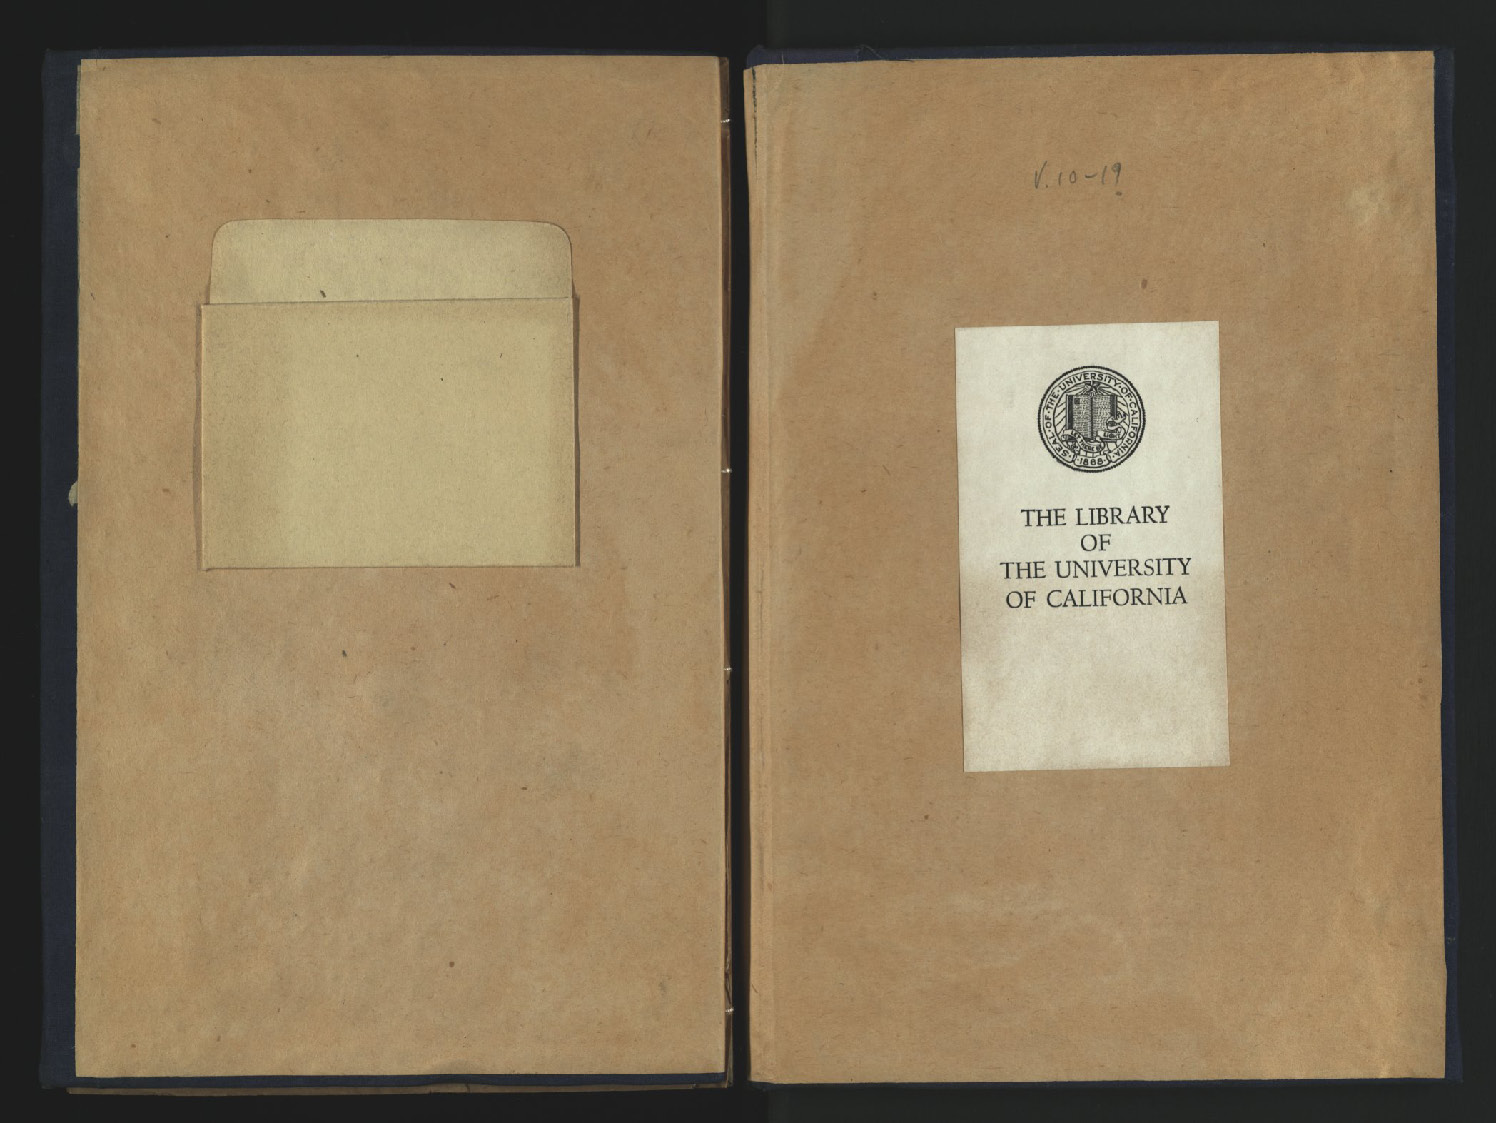 V. 10-19
SEAL·OF·THE·UNIVERSITY·OF·CALIFORNIA·
·1868·
THE LIBRARY
OF
THE UNIVERSITY
OF CALIFORNIA